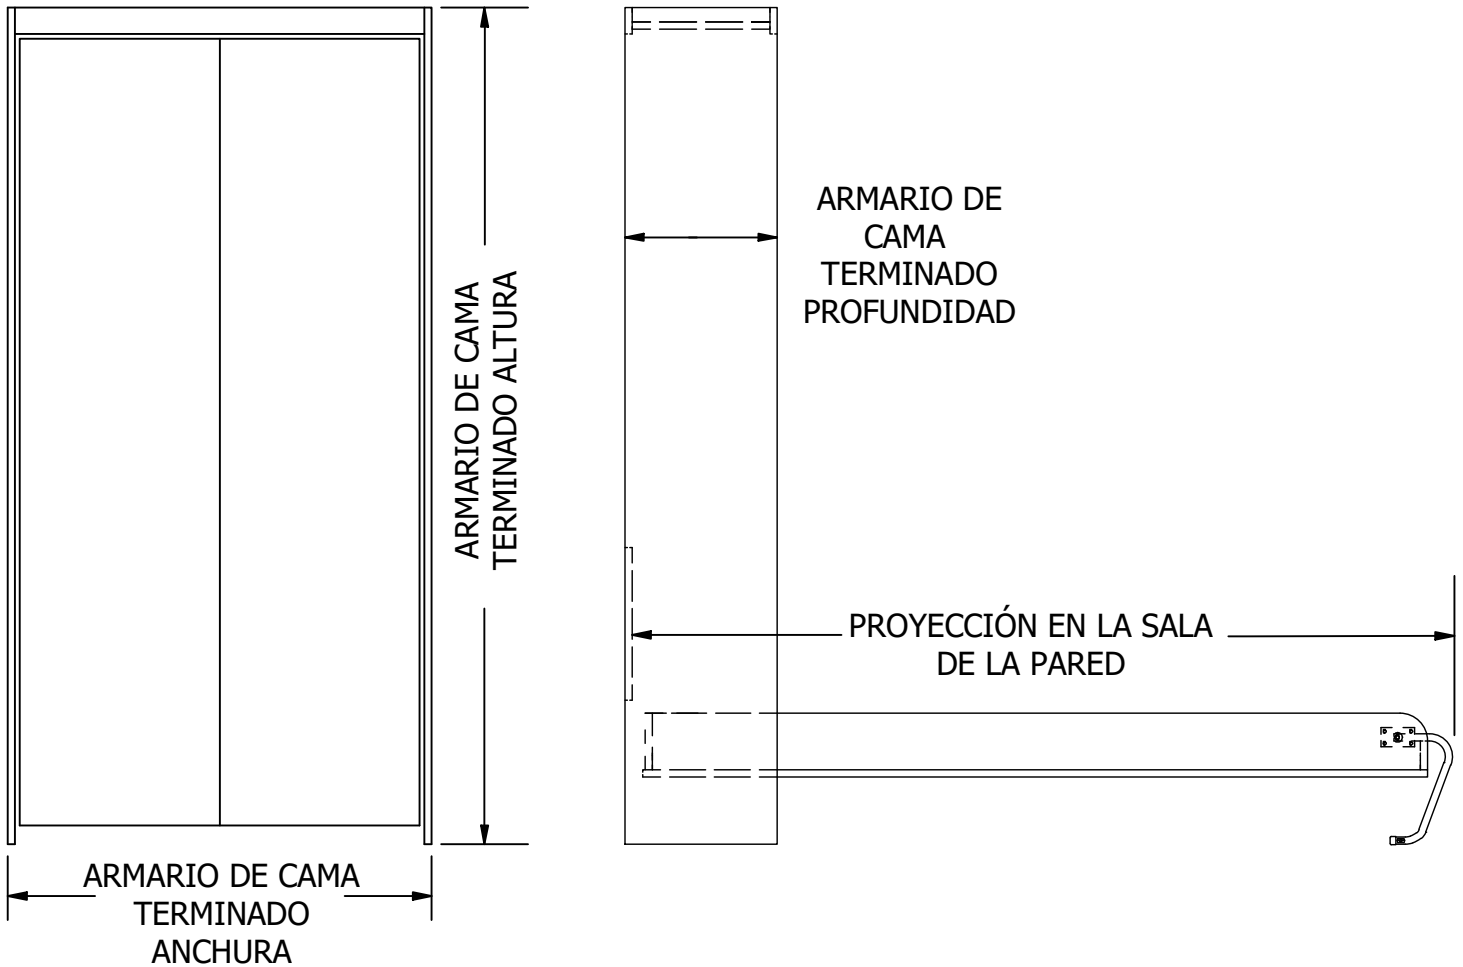 ARMARIO DE
CAMA
TERMINADO
PROFUNDIDAD
ARMARIO DE CAMA
TERMINADO ALTURA
PROYECCIÓN EN LA SALA
DE LA PARED
ARMARIO DE CAMA
TERMINADO
ANCHURA